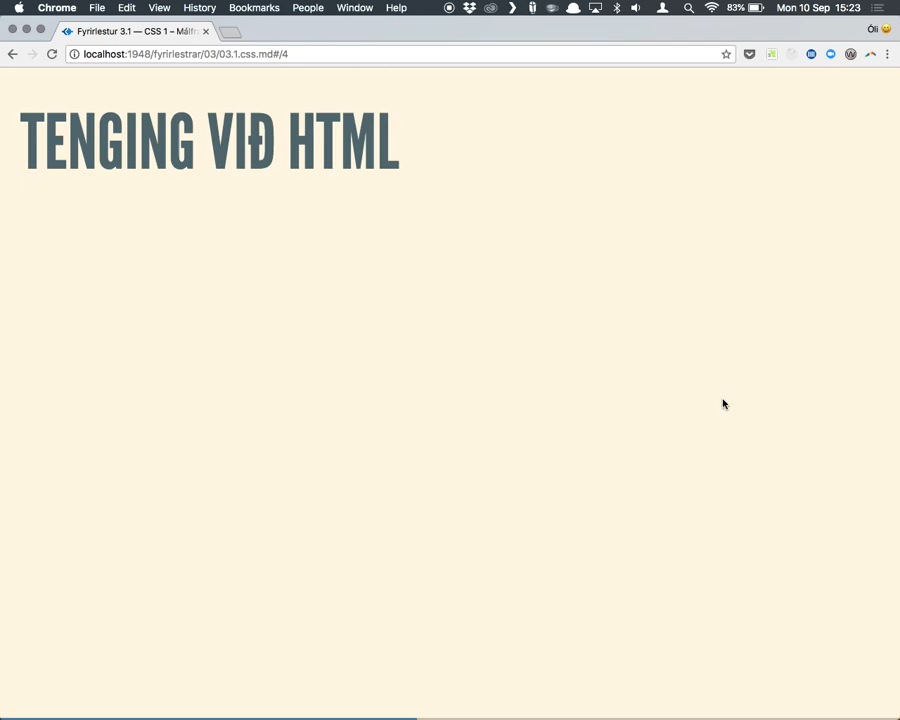 Chrome File Edit View History Bookmarks People Window Help 83% Mon 10 Sep 15:23
Fyrirlestur 3.1 — CSS 1 – Málfr Óli
localhost:1948/fyrirlestrar/03/03.1.css.md#/4
TENGING VIÐ HTML